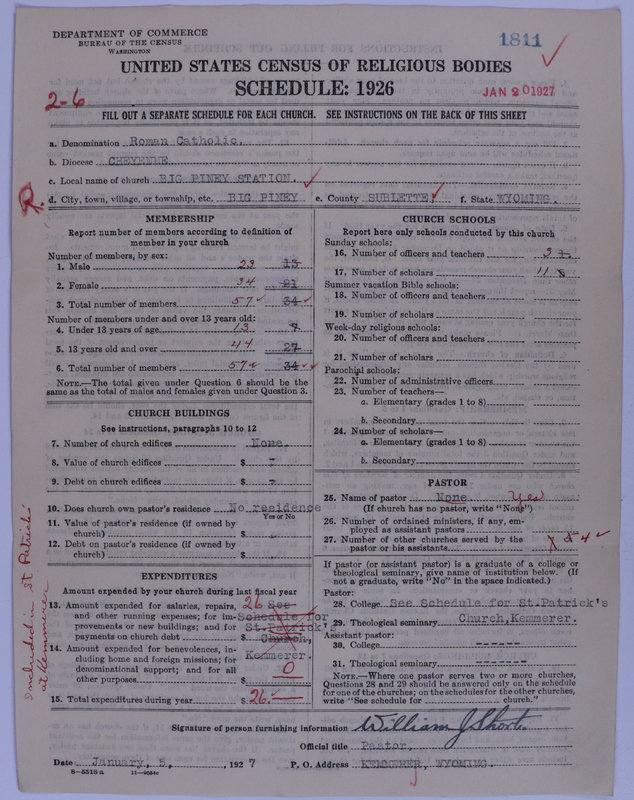 DEPARTMENT OF COMMERCE
BUREAU OF THE CENSUS
WASHINGTON
1811
UNITED STATES CENSUS OF RELIGIOUS BODIES
SCHEDULE: 1926
JAN 20 1927
2-6
FILL OUT A SEPARATE SCHEDULE FOR EACH CHURCH. SEE INSTRUCTIONS ON THE BACK OF THIS SHEET
a. Denomination Roman Catholic.
b. Diocese CHEYENNE
c. Local name of church BIG PINEY STATION.
R.
d. City, town, village, or township, etc. BIG PINEY e. County SUBLETTE f. State WYOMING.
MEMBERSHIP
Report number of members according to definition of
member in your church
Number of members, by sex:
1. Male 23 13
2. Female 34 21
3. Total number of members 57 34
Number of members under and over 13 years old:
4. Under 13 years of age 13 7
5. 13 years old and over 44 27
6. Total number of members 57 34
NOTE.—The total given under Question 6 should be the
same as the total of males and females given under Question 3.
CHURCH BUILDINGS
See instructions, paragraphs 10 to 12
7. Number of church edifices None.
8. Value of church edifices $ -
9. Debt on church edifices $ -
10. Does church own pastor's residence No residence
Yes or No
11. Value of pastor's residence (if owned by
church) $
12. Debt on pastor's residence (if owned by
church) $
EXPENDITURES
Amount expended by your church during last fiscal year
13. Amount expended for salaries, repairs, 26 See
and other running expenses; for im- Schedule for
provements on new buildings; and for St.Patrick's
payments on church debt $ Church,
14. Amount expended for benevolences, in- Kemmerer.
cluding home and foreign missions; for
denominational support; and for all 0
other purposes $
15. Total expenditures during year $ 26.
Included in St Patricks
at Kemmerer
CHURCH SCHOOLS
Report here only schools conducted by this church
Sunday schools:
16. Number of officers and teachers 3 1
17. Number of scholars 11 8
Summer vacation Bible schools:
18. Number of officers and teachers
19. Number of scholars
Week-day religious schools:
20. Number of officers and teachers
21. Number of scholars
Parochial schools:
22. Number of administrative officers
23. Number of teachers—
a. Elementary (grades 1 to 8)
b. Secondary
24. Number of scholars—
a. Elementary (grades 1 to 8)
b. Secondary
PASTOR
25. Name of pastor None Yes
(If church has no pastor, write "None")
26. Number of ordained ministers, if any, em-
ployed as assistant pastors
27. Number of other churches served by the
pastor or his assistants 4
If pastor (or assistant pastor) is a graduate of a college or
theological seminary, give name of institution below. (If
not a graduate, write "No" in the space indicated.)
Pastor:
28. College See Schedule for St.Patrick's
29. Theological seminary Church,Kemmerer.
Assistant pastor:
30. College ------
31. Theological seminary -------
NOTE.—Where one pastor serves two or more churches,
Questions 28 and 29 should be answered only on the schedule
for one of the churches; on the schedules for the other churches,
write "See schedule for church."
Signature of person furnishing information William J Short
Official title Pastor,
Date January, 5, 1927 P. O. Address KEMMERER, WYOMING.
8-5518a 11-9054c